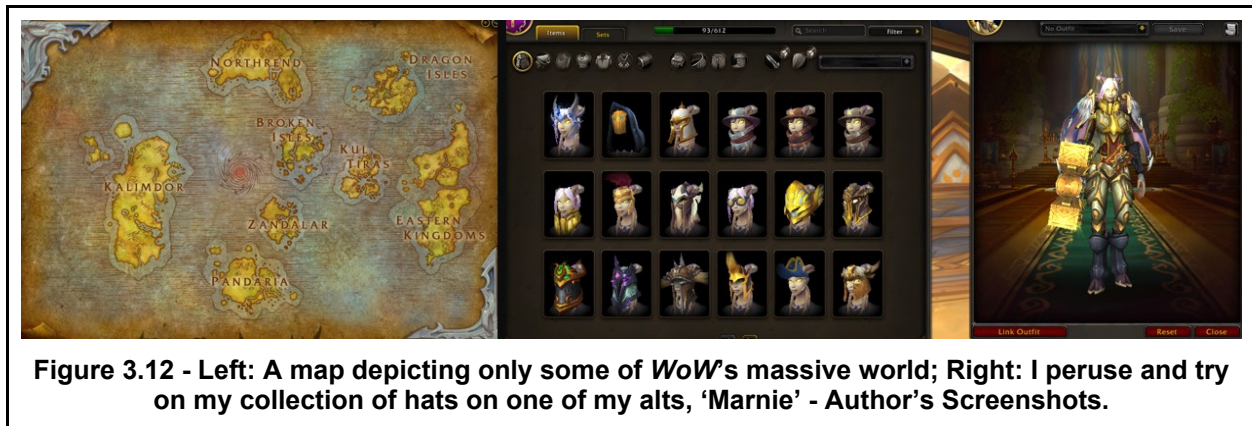 NORTHREND
DRAGON
ISLES
BROKEN
ISLES
KUL
TIRAS
KALIMDOR
ZANDALAR
EASTERN
KINGDOMS
PANDARIA
Items
Sets
93/612
Search
Filter
No Outfit
Save
Link Outfit
Reset
Close
Figure 3.12 - Left: A map depicting only some of WoW's massive world; Right: I peruse and try
on my collection of hats on one of my alts, ‘Marnie’ - Author’s Screenshots.